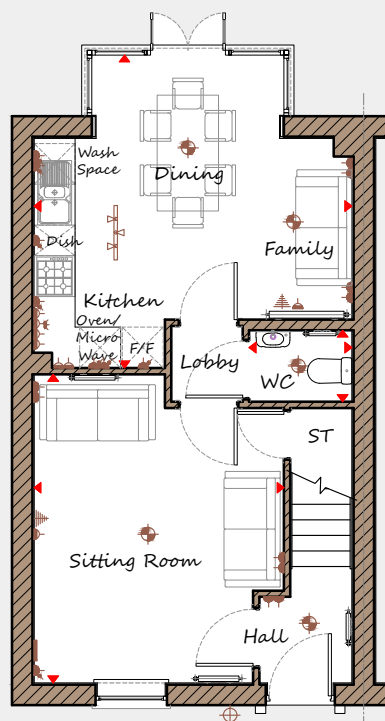 Wash
Space
Dining
Dish
Family
Kitchen
Oven/
Micro
Wave
F/F
Lobby
WC
ST
Sitting Room
Hall